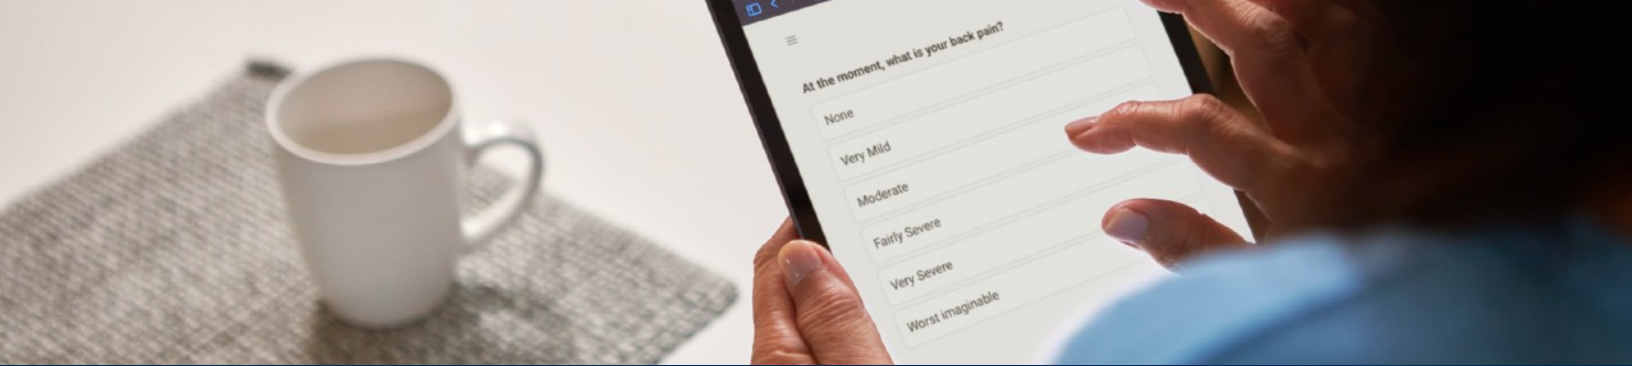 At the moment, what is your back pain?
None
Very Mild
Moderate
Fairly Severe
Very Severe
Worst imaginable